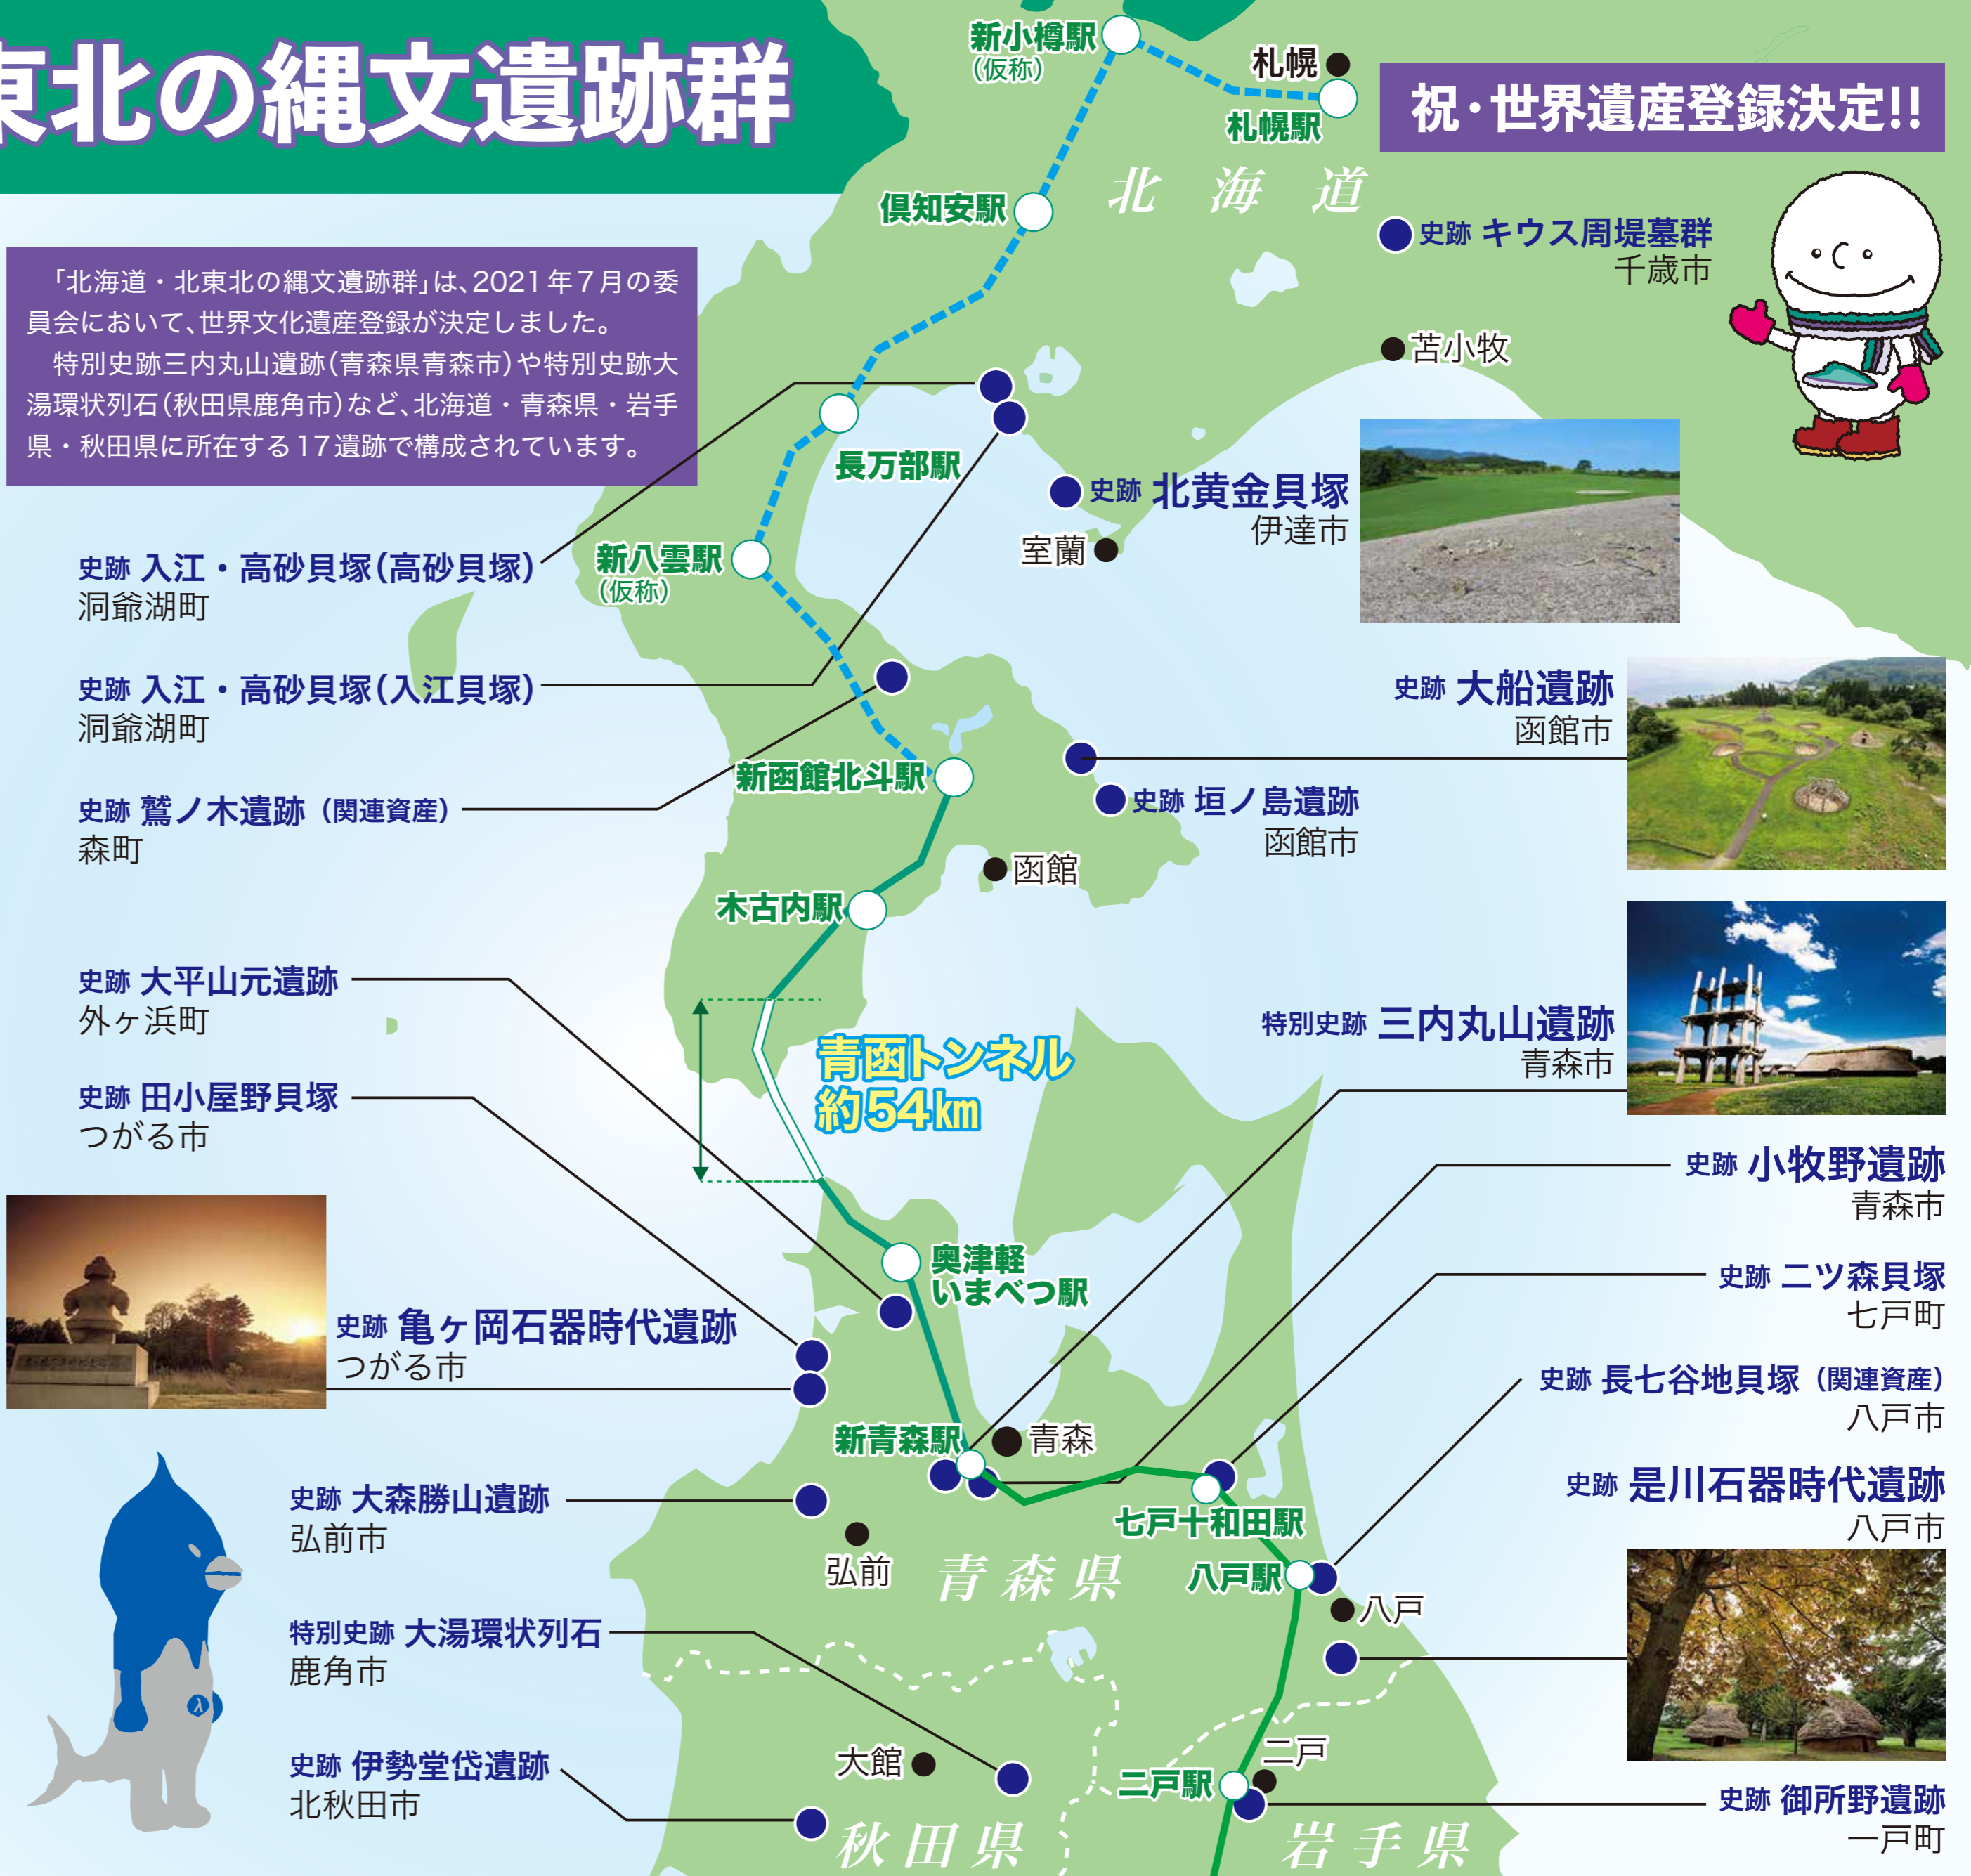 東北の縄文遺跡群
祝・世界遺産登録決定!!
「北海道・北東北の縄文遺跡群」は、2021年7月の委
員会において、世界文化遺産登録が決定しました。
特別史跡三内丸山遺跡(青森県青森市)や特別史跡大
湯環状列石(秋田県鹿角市)など、北海道・青森県・岩手
県・秋田県に所在する17遺跡で構成されています。
新小樽駅
(仮称)
札幌
札幌駅
倶知安駅
北海道
史跡 キウス周堤墓群
千歳市
苫小牧
長万部駅
史跡 北黄金貝塚
伊達市
室蘭
新八雲駅
(仮称)
史跡 入江・高砂貝塚(高砂貝塚)
洞爺湖町
史跡 入江・高砂貝塚(入江貝塚)
洞爺湖町
史跡 鷲ノ木遺跡(関連資産)
森町
史跡 大船遺跡
函館市
新函館北斗駅
史跡 垣ノ島遺跡
函館市
函館
木古内駅
史跡 大平山元遺跡
外ヶ浜町
史跡 田小屋野貝塚
つがる市
青函トンネル
約54km
特別史跡 三内丸山遺跡
青森市
史跡 小牧野遺跡
青森市
奥津軽
いまべつ駅
史跡 二ツ森貝塚
七戸町
史跡 亀ヶ岡石器時代遺跡
つがる市
史跡 長七谷地貝塚(関連資産)
八戸市
新青森駅
青森
史跡 是川石器時代遺跡
八戸市
史跡 大森勝山遺跡
弘前市
弘前
七戸十和田駅
青森県
八戸駅
八戸
特別史跡 大湯環状列石
鹿角市
λ
大館
二戸
二戸駅
史跡 伊勢堂岱遺跡
北秋田市
史跡 御所野遺跡
一戸町
秋田県
岩手県